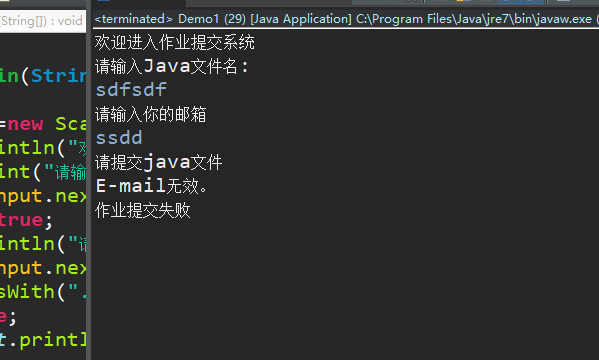 (String[]) : void
<terminated> Demo1 (29) [Java Application] C:\Program Files\Java\jre7\bin\javaw.exe (
欢迎进入作业提交系统
请输入Java文件名:
sdfsdf
请输入你的邮箱
ssdd
请提交java文件
E-mail无效。
作业提交失败
in(Strin
=new Sca
intln("
int("请输
nput.nex
true;
intln("
nput.nex
sWith(".
e;
t.printl